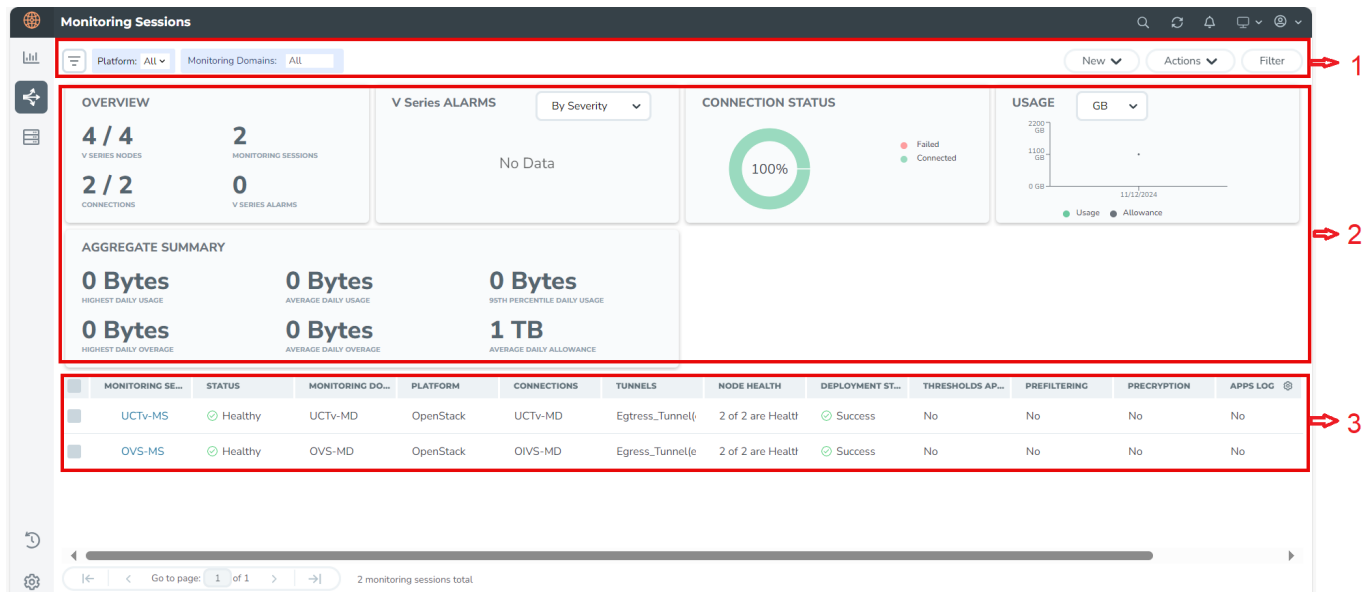 Monitoring Sessions
Platform: All
Monitoring Domains: All
New
Actions
Filter
1
OVERVIEW
4 / 4
V SERIES NODES
2
MONITORING SESSIONS
2 / 2
CONNECTIONS
0
V SERIES ALARMS
V Series ALARMS
By Severity
No Data
CONNECTION STATUS
100%
Failed
Connected
USAGE
GB
2200 GB
1100 GB
0 GB
11/12/2024
Usage
Allowance
2
AGGREGATE SUMMARY
0 Bytes
HIGHEST DAILY USAGE
0 Bytes
AVERAGE DAILY USAGE
0 Bytes
95TH PERCENTILE DAILY USAGE
0 Bytes
HIGHEST DAILY OVERAGE
0 Bytes
AVERAGE DAILY OVERAGE
1 TB
AVERAGE DAILY ALLOWANCE
MONITORING SE... STATUS MONITORING DO... PLATFORM CONNECTIONS TUNNELS NODE HEALTH DEPLOYMENT ST... THRESHOLDS AP... PREFILTERING PRECRYPTION APPS LOG
UCTv-MS Healthy UCTv-MD OpenStack UCTv-MD Egtress_Tunnel( 2 of 2 are Healt Success No No No No
OVS-MS Healthy OVS-MD OpenStack OIVS-MD Egress_Tunnel(e 2 of 2 are Healt Success No No No No
3
Go to page: 1 of 1
2 monitoring sessions total